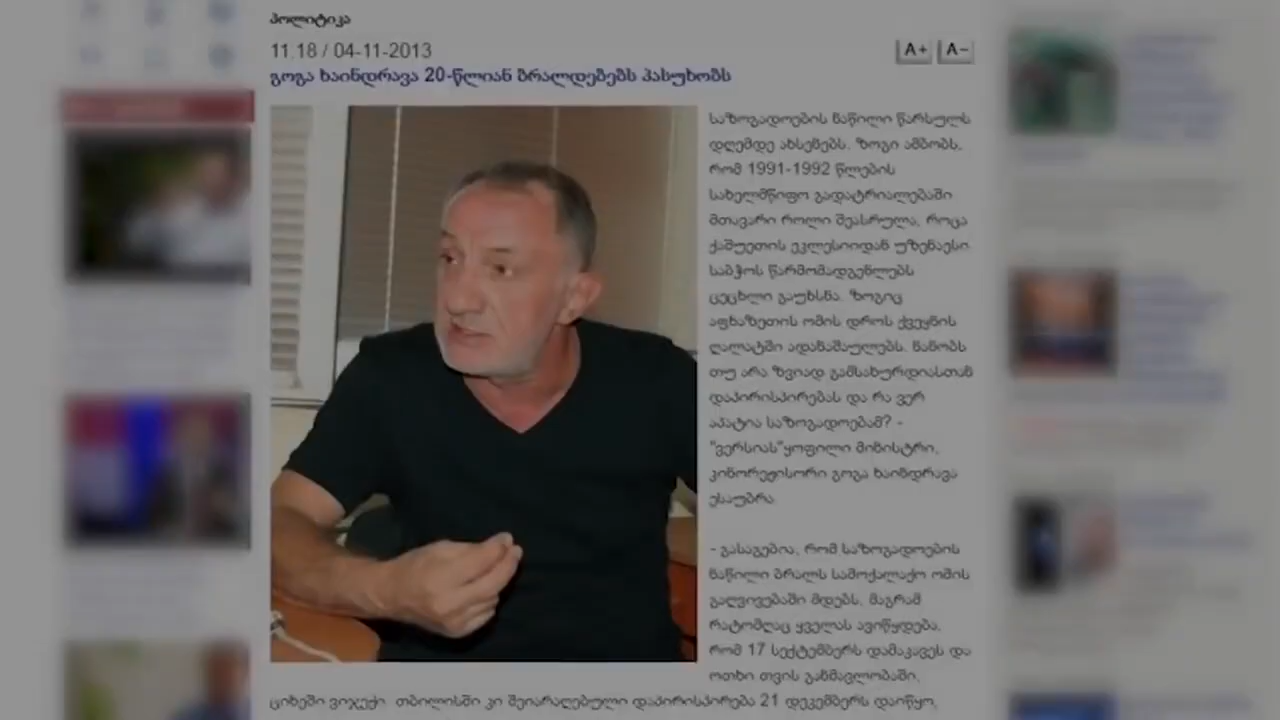 პოლიტიკა
11:18 / 04-11-2013
A+ A-
გოგა ხაინდრავა 20-წლიან ბრალდებებს პასუხობს
საზოგადოების ნაწილი წარსულს
დღემდე ახსენებს. ზოგი ამბობს,
რომ 1991-1992 წლების
სახელმწიფო გადატრიალებაში
მთავარი როლი შეასრულა, როცა
ქაშუეთის ეკლესიიდან უზენაესი
საბჭოს წარმომადგენლებს
ცეცხლი გაუხსნა. ზოგიც
აფხაზეთის ომის დროს ქვეყნის
ღალატში ადანაშაულებს. ნანობს
თუ არა ზვიად გამსახურდიასთან
დაპირისპირებას და რა ვერ
აპატია საზოგადოებამ? -
"ვერსიას"ყოფილი მინისტრი,
კინორეჟისორი გოგა ხაინდრავა
ესაუბრა.
- გასაგებია, რომ საზოგადოების
ნაწილი ბრალს სამოქალაქო ომის
გაღვივებაში მდებს, მაგრამ
რატომღაც ყველას ავიწყდება,
რომ 17 სექტემბერს დამაკავეს და
ოთხი თვის განმავლობაში,
ციხეში ვიჯექი. თბილისში კი შეიარაღებული დაპირისპირება 21 დეკემბერს დაიწყო,